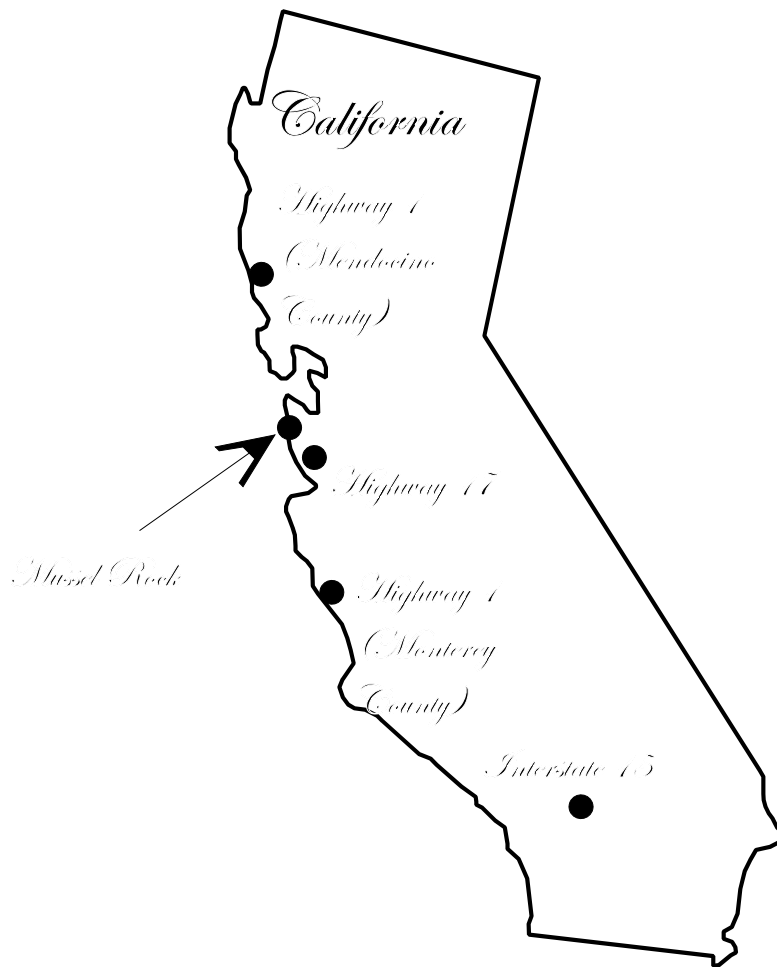 California
Highway 1
(Mendocino
County)
Highway 17
Mussel Rock
Highway 1
(Monterey
County)
Interstate 15